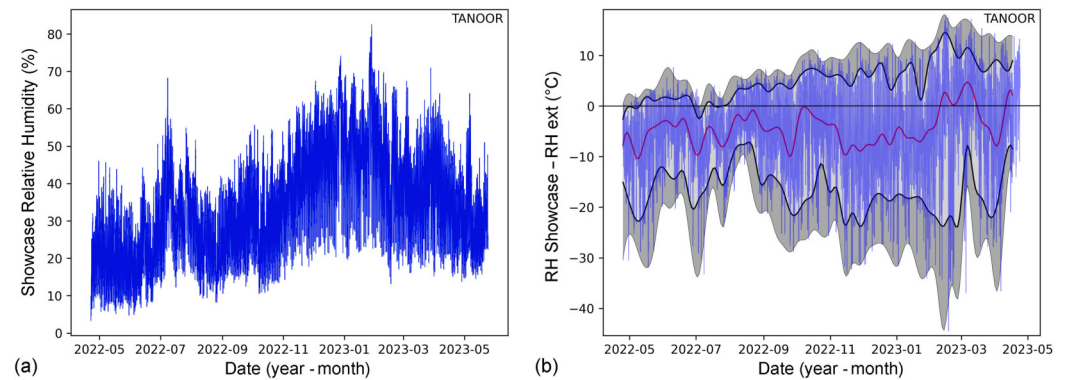 TANOOR
80
70
60
50
40
30
20
10
0
Showcase Relative Humidity (%)
2022-05 2022-07 2022-09 2022-11 2023-01 2023-03 2023-05
Date (year - month)
(a)
TANOOR
10
0
−10
−20
−30
−40
RH Showcase - RH ext (°C)
2022-05 2022-07 2022-09 2022-11 2023-01 2023-03 2023-05
Date (year - month)
(b)